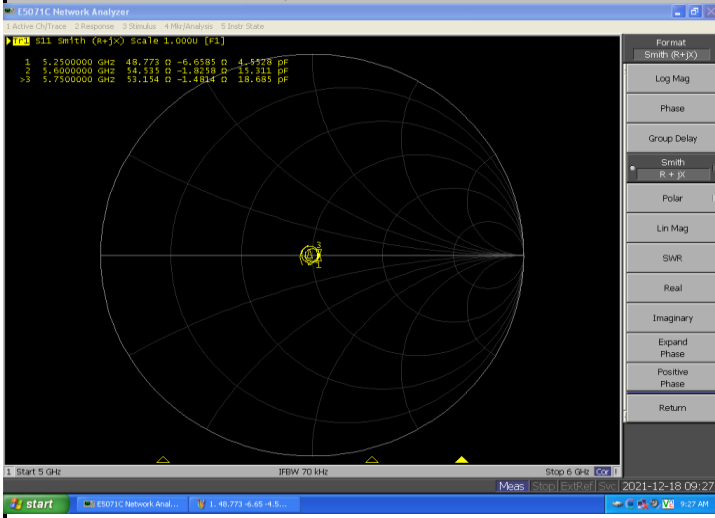 E5071C Network Analyzer
1 Active Ch/Trace 2 Response 3 Stimulus 4 Mkr/Analysis 5 Instr State
Tr1 S11 Smith (R+jX) Scale 1.000U [F1]
1 5.2500000 GHz 48.773 Ω -6.6585 Ω 4.5528 pF
2 5.6000000 GHz 54.535 Ω -1.8258 Ω 15.311 pF
>3 5.7500000 GHz 53.154 Ω -1.4814 Ω 18.685 pF
3
1
Format
Smith (R+jX)
Log Mag
Phase
Group Delay
Smith
R + jX
Polar
Lin Mag
SWR
Real
Imaginary
Expand
Phase
Positive
Phase
Return
1 Start 5 GHz IFBW 70 kHz Stop 6 GHz Cor !
Meas Stop ExtRef Svc 2021-12-18 09:27
start E5071C Network Anal... 1. 48.773 -6.65 -4.5... 9:27 AM